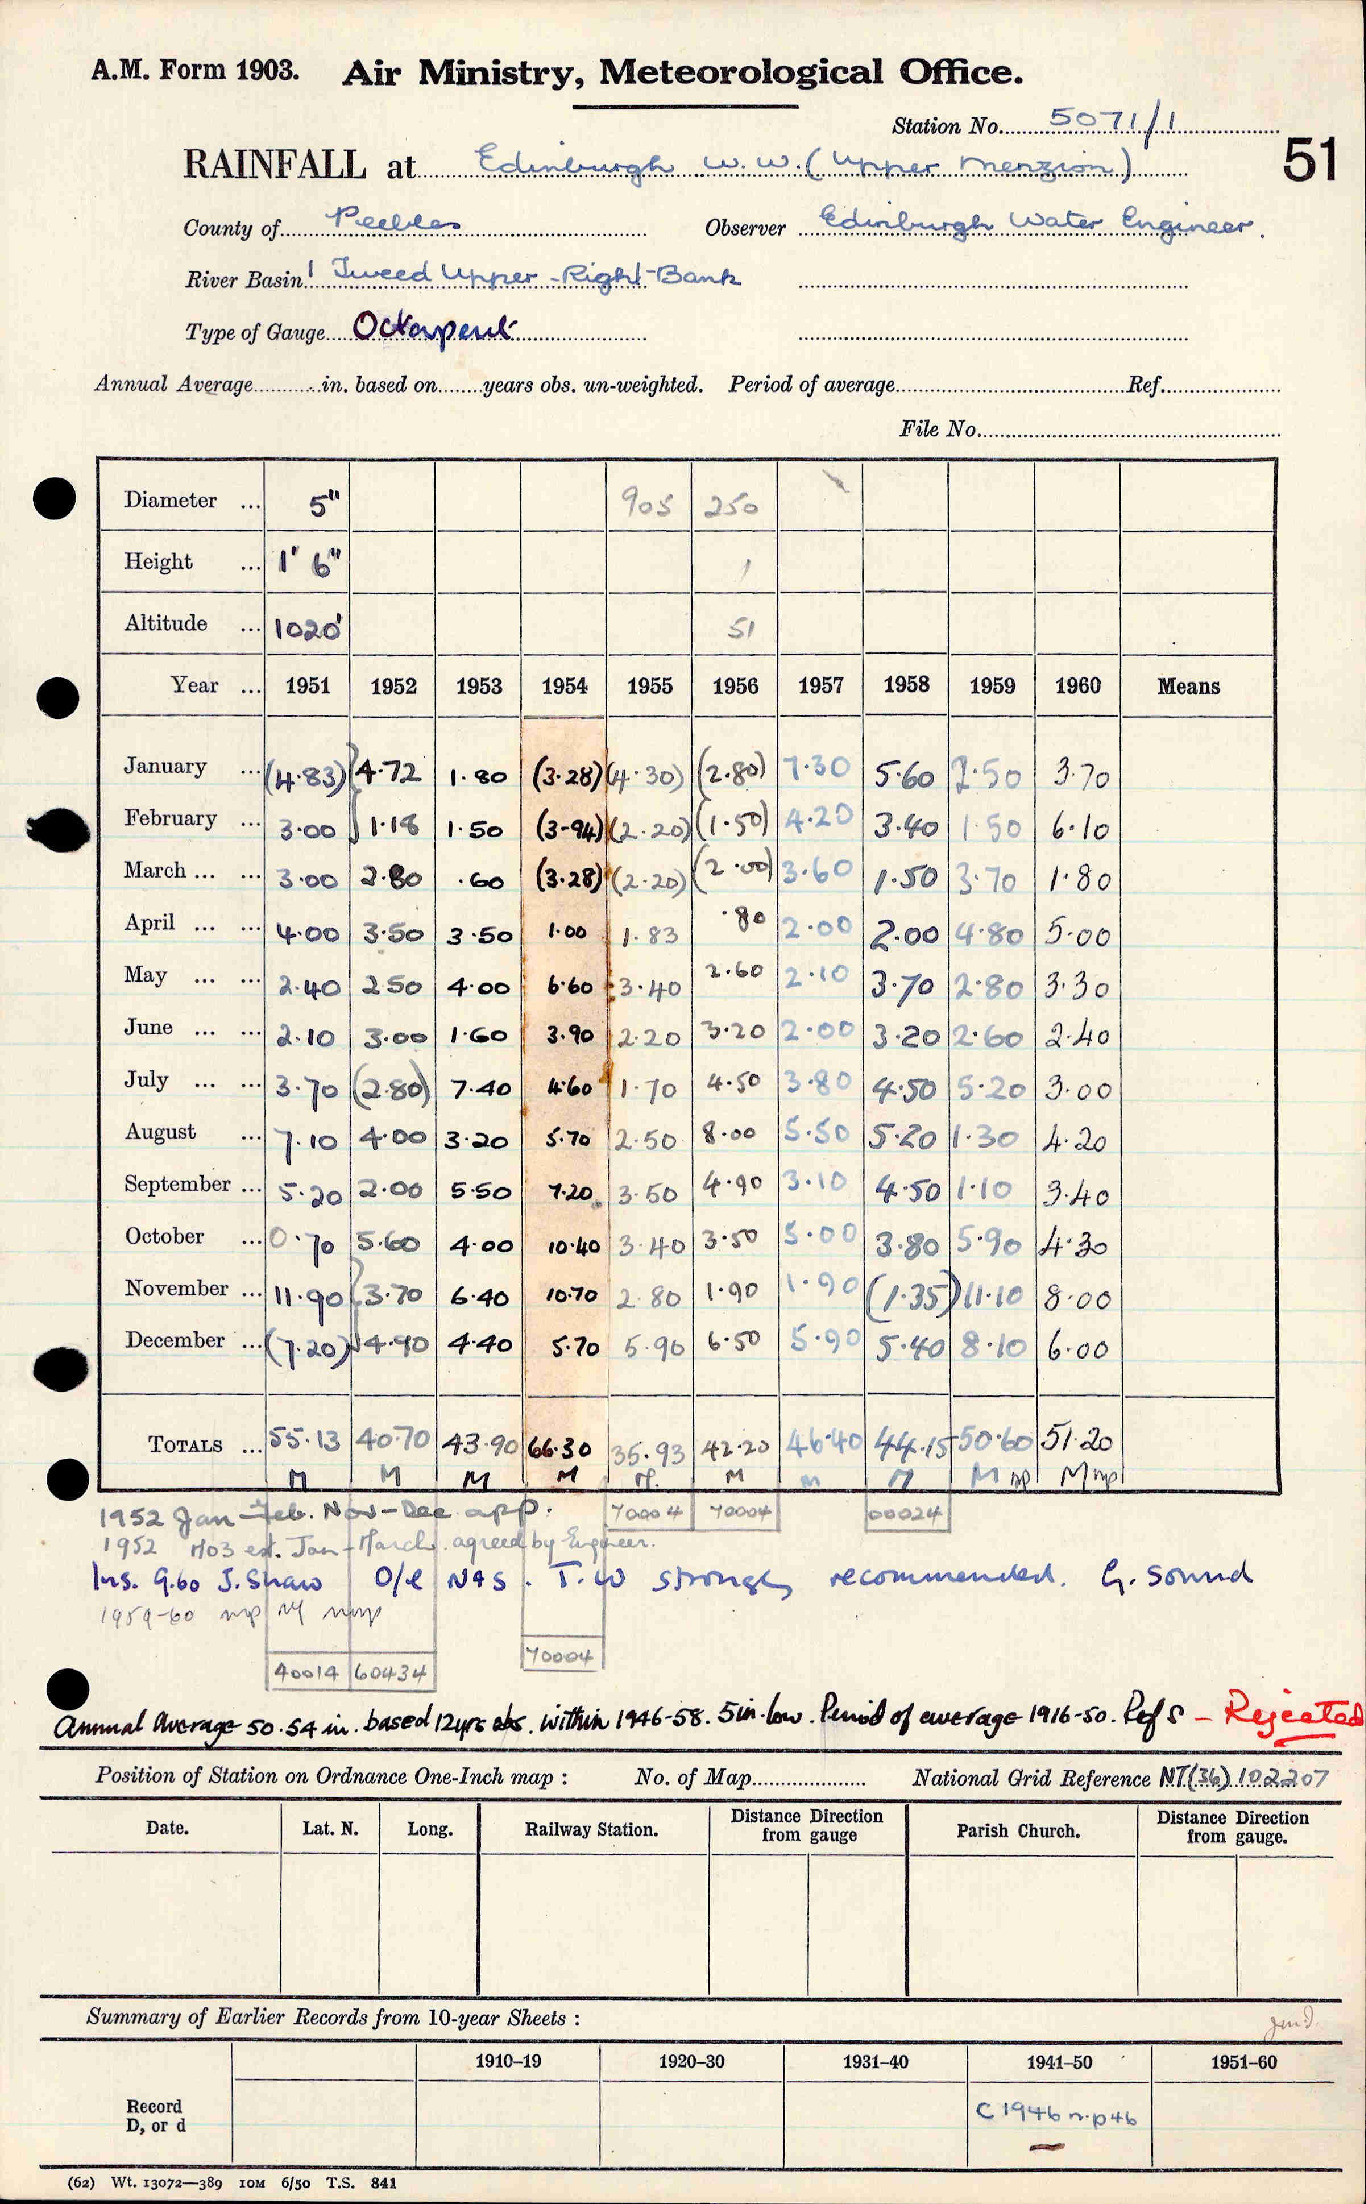 A.M. Form 1903. Air Ministry, Meteorological Office.
Station No. 5071/1
RAINFALL at Edinburgh W.W. (Upper Menzion) 51
County of Peebles Observer Edinburgh Water Engineer.
River Basin Tweed Upper - Right Bank
Type of Gauge Octapent
Annual Average in. based on years obs. un-weighted. Period of average Ref.
File No.
Diameter ... 5" 905 250
Height ... 1' 6" 1
Altitude ... 1020' 51
Year ... 1951 1952 1953 1954 1955 1956 1957 1958 1959 1960 Means
January ... (4.83) 4.72 1.80 (3.28) (4.30) (2.80) 7.30 5.60 2.50 3.70
February ... 3.00 1.18 1.50 (3.94) (2.20) (1.50) 4.20 3.40 1.50 6.10
March ... ... 3.00 2.80 .60 (3.28) (2.20) (2.00) 3.60 1.50 3.70 1.80
April ... ... 4.00 3.50 3.50 1.00 1.83 .80 2.00 2.00 4.80 5.00
May ... ... 2.40 2.50 4.00 6.60 3.40 2.60 2.10 3.70 2.80 3.30
June ... ... 2.10 3.00 1.60 3.90 2.20 3.20 2.00 3.20 2.60 2.40
July ... ... 3.70 (2.80) 7.40 4.60 1.70 4.50 3.80 4.50 5.20 3.00
August ... 7.10 4.00 3.20 5.70 2.50 8.00 5.50 5.20 1.30 4.20
September ... 5.20 2.00 5.50 7.20 3.50 4.90 3.10 4.50 1.10 3.40
October ... 0.70 5.60 4.00 10.40 3.40 3.50 5.00 3.80 5.90 4.30
November ... 11.90 3.70 6.40 10.70 2.80 1.90 1.90 (1.35) 11.10 8.00
December ... (7.20) 4.90 4.40 5.70 5.90 6.50 5.90 5.40 8.10 6.00
TOTALS ... 55.13 40.70 43.90 66.30 35.93 42.20 46.40 44.15 50.60 51.20
M M M M M. M m M M mp M mp
1952 Jan-Feb. Nov-Dec app. 70004 70004 00024
1952 M03 est. Jan-March agreed by Engineer.
Ins. 9.60 J. Shaw O/e N&S. T.W strongly recommended. G. Sound
1959-60 mp M mmp
70004
40014 60434
Annual Average 50.54 in. based 12 yrs obs. within 1946-58. 5 in. low. Period of average 1916-50. Ref S - Rejected
Position of Station on Ordnance One-Inch map : No. of Map National Grid Reference NT(36) 102207
Date. Lat. N. Long. Railway Station. Distance from gauge Direction Parish Church. Distance from gauge. Direction
Summary of Earlier Records from 10-year Sheets :
1910–19 1920–30 1931–40 1941–50 1951–60
Record D, or d C 1946 n.p 46
(62) Wt. 13072—389 10M 6/50 T.S. 841